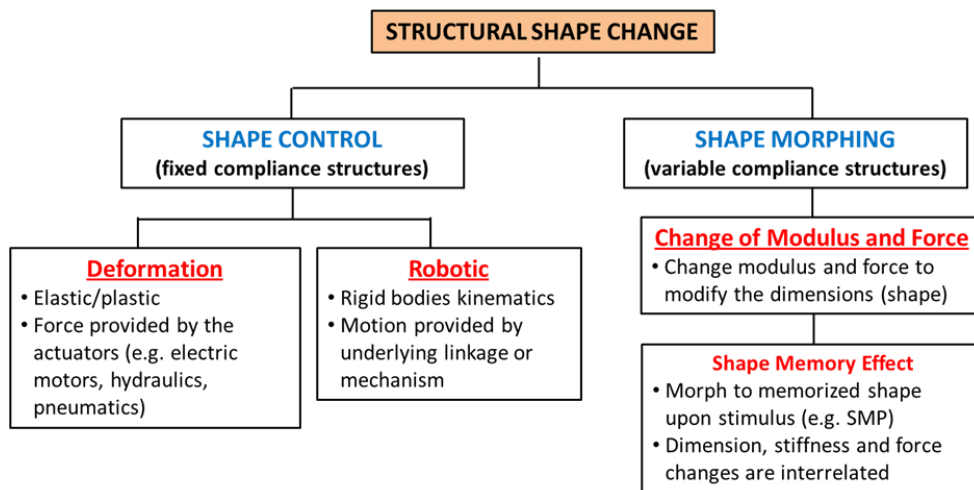 STRUCTURAL SHAPE CHANGE
SHAPE CONTROL
(fixed compliance structures)
SHAPE MORPHING
(variable compliance structures)
Deformation
• Elastic/plastic
• Force provided by the
actuators (e.g. electric
motors, hydraulics,
pneumatics)
Robotic
• Rigid bodies kinematics
• Motion provided by
underlying linkage or
mechanism
Change of Modulus and Force
• Change modulus and force to
modify the dimensions (shape)
Shape Memory Effect
• Morph to memorized shape
upon stimulus (e.g. SMP)
• Dimension, stiffness and force
changes are interrelated